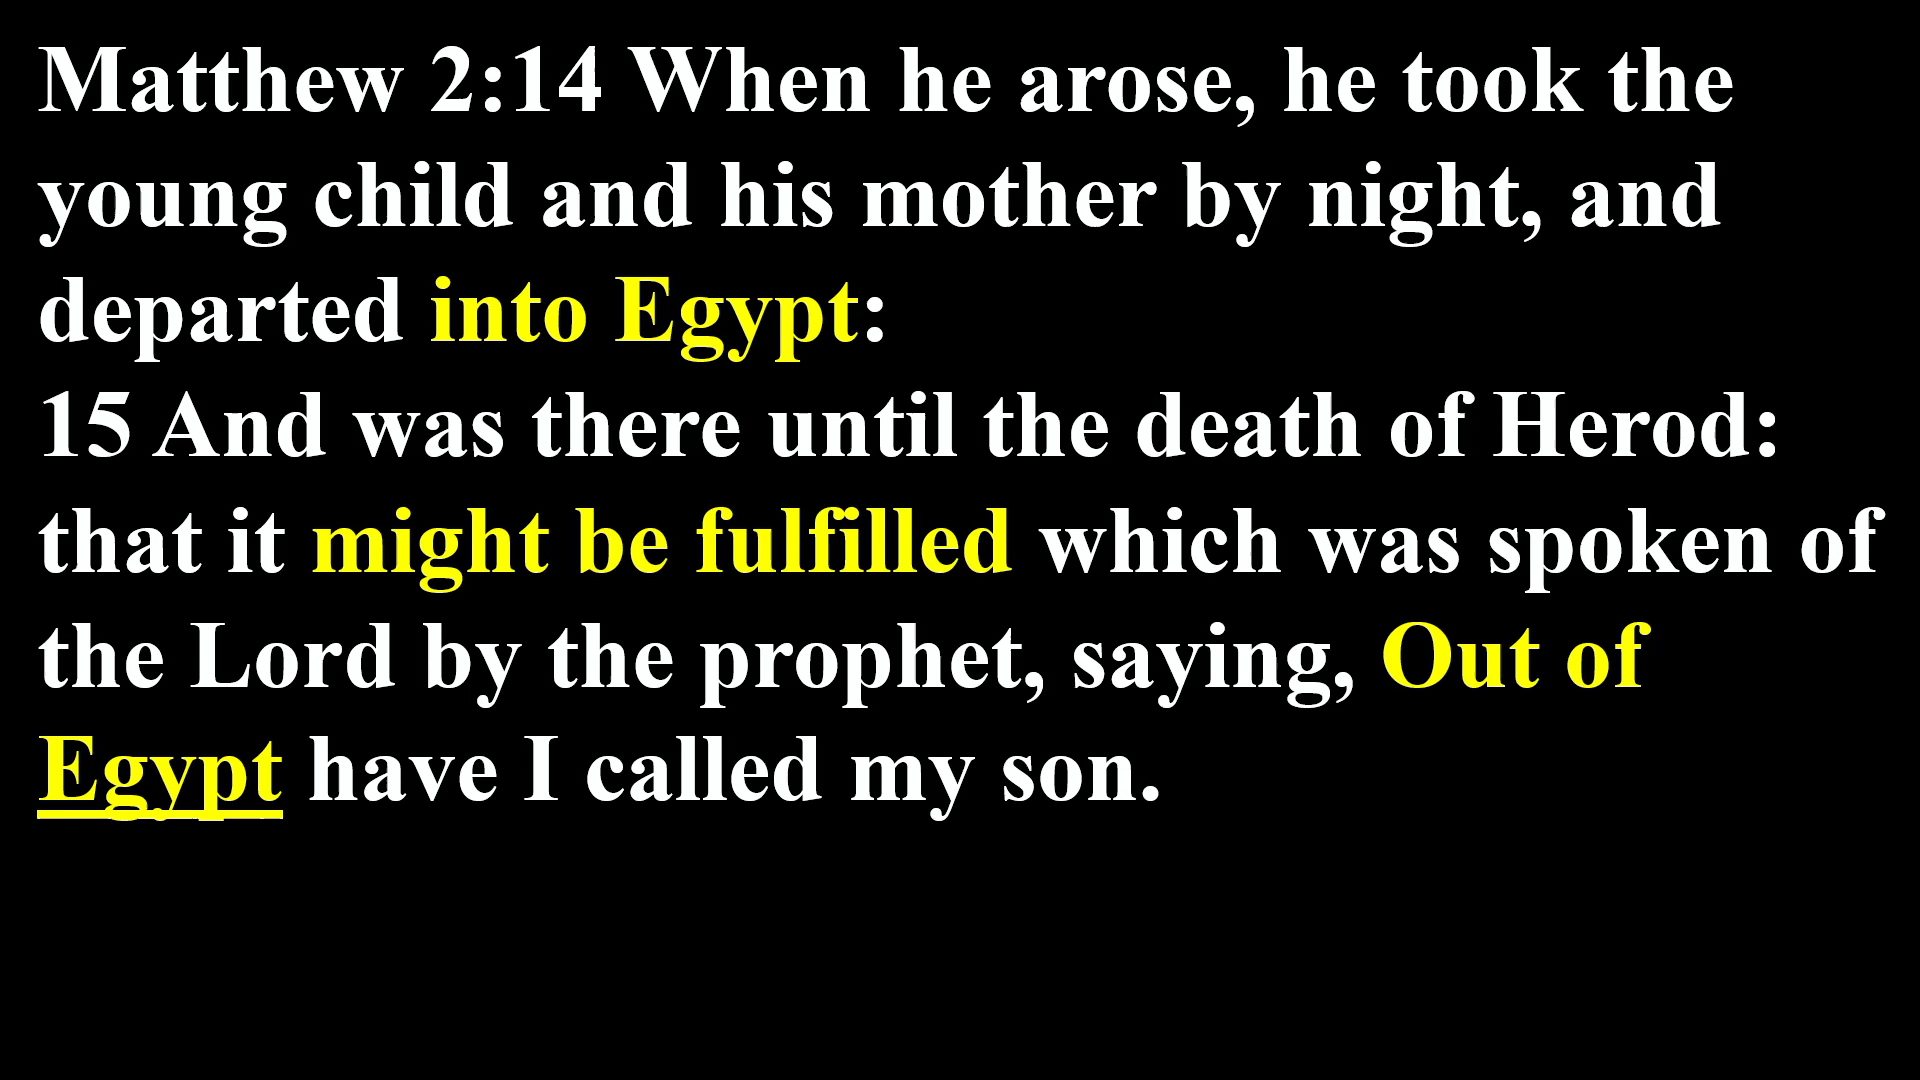 Matthew 2:14 When he arose, he took the
young child and his mother by night, and
departed into Egypt:
15 And was there until the death of Herod:
that it might be fulfilled which was spoken of
the Lord by the prophet, saying, Out of
Egypt have I called my son.